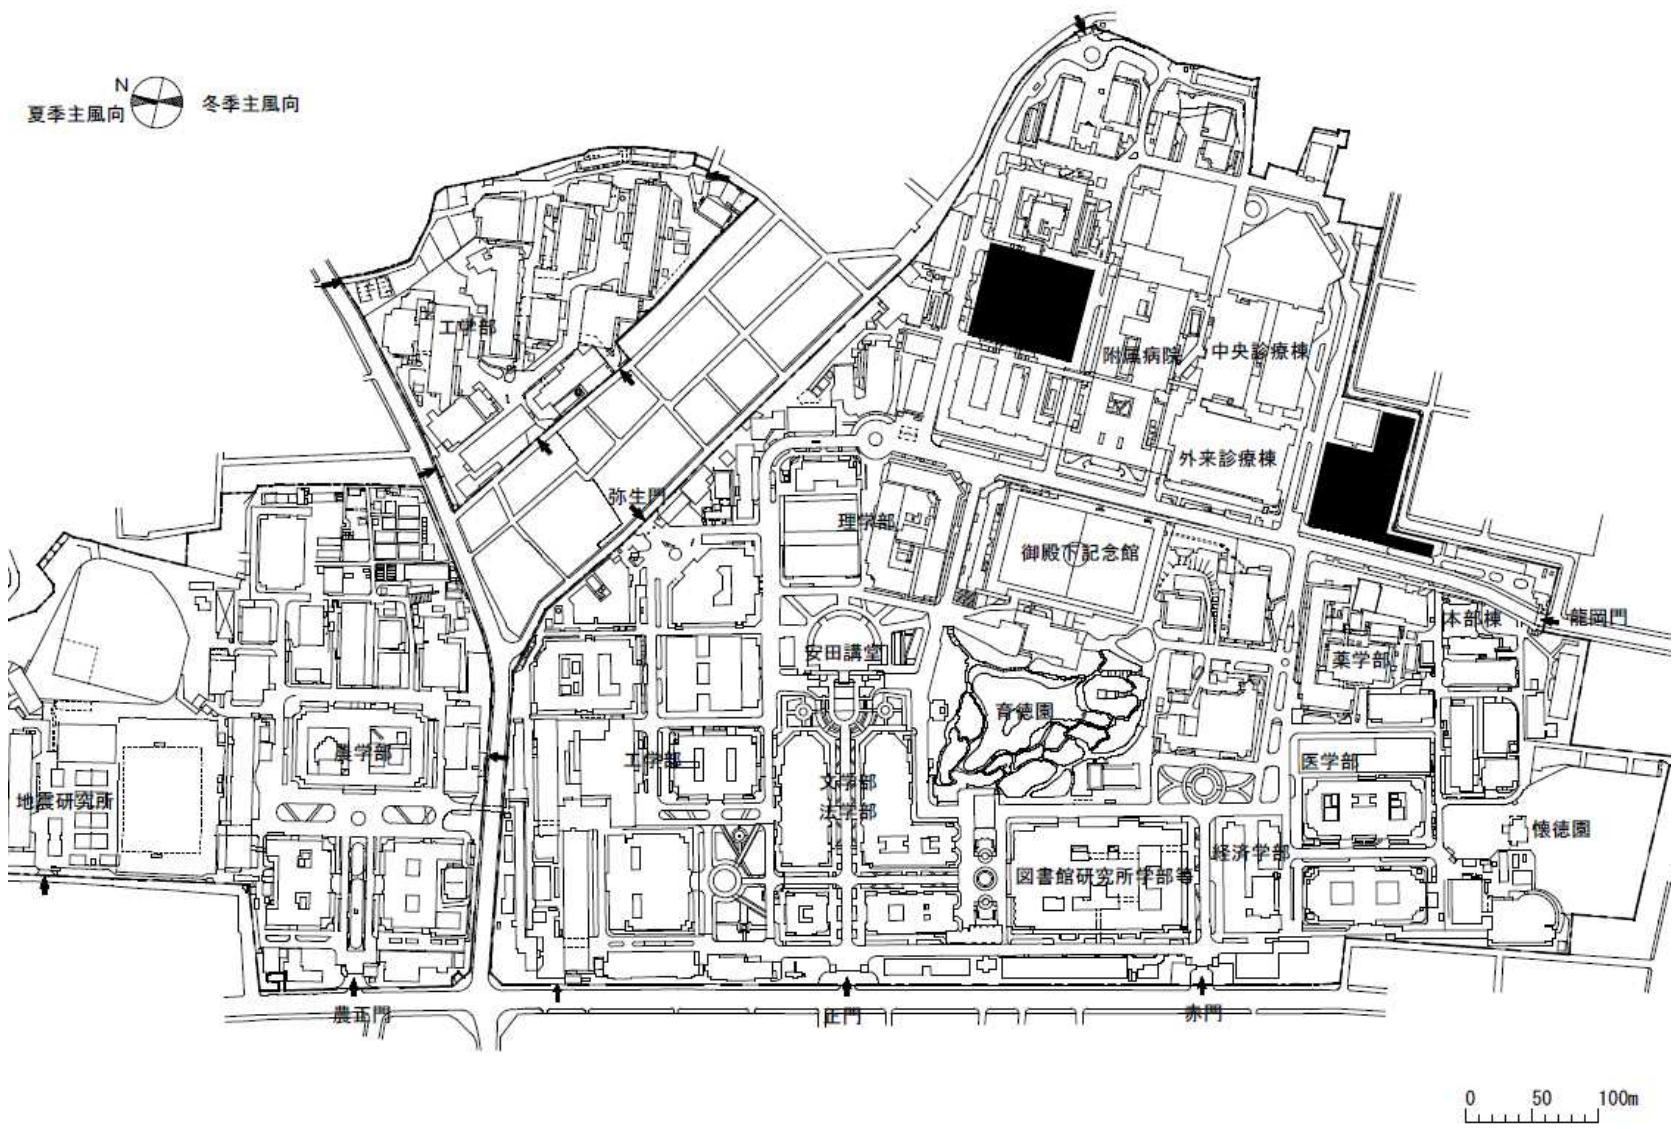 N
夏季主風向
冬季主風向
工学部
附属病院
中央診療棟
外来診療棟
弥生門
理学部
御殿下記念館
本部棟
龍岡門
安田講堂
薬学部
育徳園
農学部
工学部
医学部
地震研究所
文学部
法学部
懐徳園
経済学部
図書館研究所学部等
農正門
正門
赤門
0 50 100m